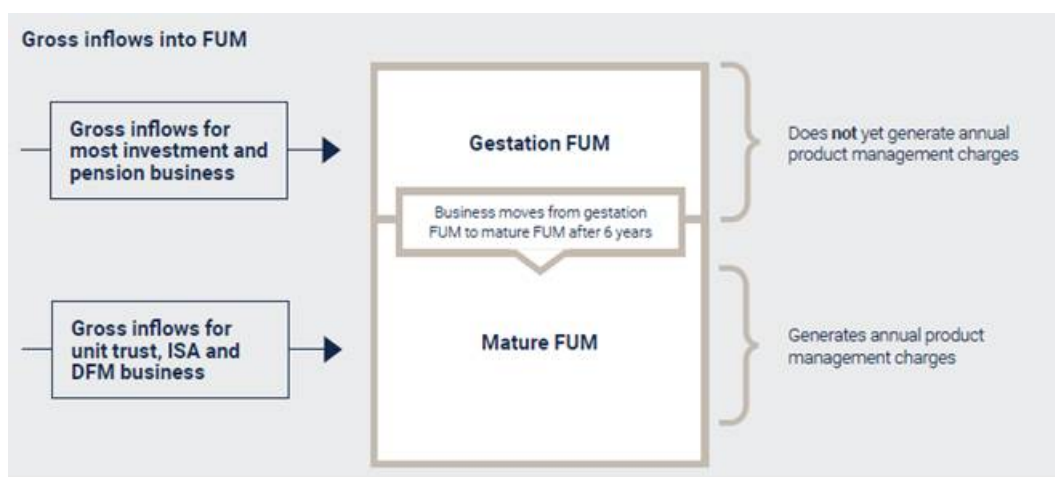 Gross inflows into FUM
Gross inflows for
most investment and
pension business
Gestation FUM
Does not yet generate annual
product management charges
Business moves from gestation
FUM to mature FUM after 6 years
Gross inflows for
unit trust, ISA and
DFM business
Mature FUM
Generates annual product
management charges